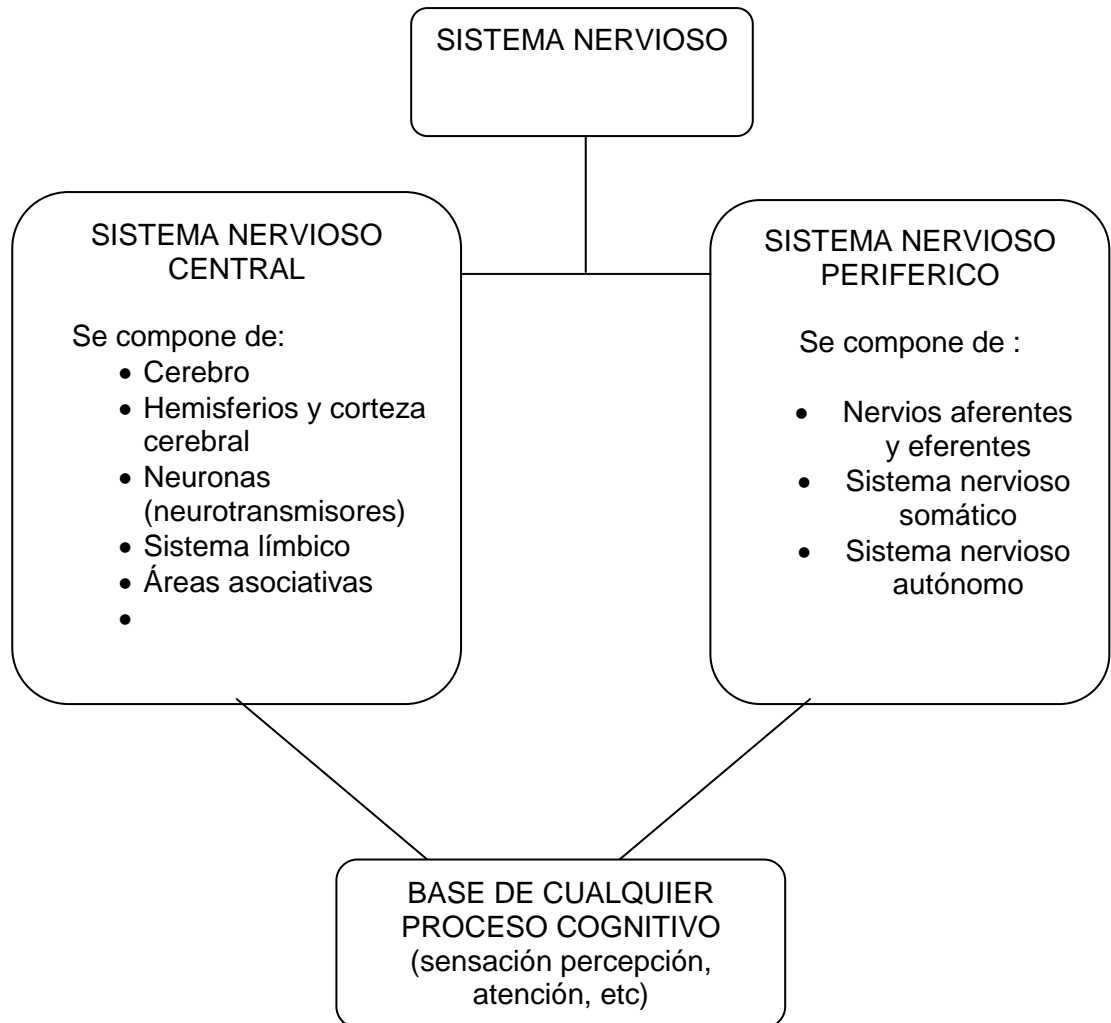 SISTEMA NERVIOSO
SISTEMA NERVIOSO
CENTRAL
Se compone de:
• Cerebro
• Hemisferios y corteza
cerebral
• Neuronas
(neurotransmisores)
• Sistema límbico
• Áreas asociativas
•
SISTEMA NERVIOSO
PERIFERICO
Se compone de :
• Nervios aferentes
y eferentes
• Sistema nervioso
somático
• Sistema nervioso
autónomo
BASE DE CUALQUIER
PROCESO COGNITIVO
(sensación percepción,
atención, etc)